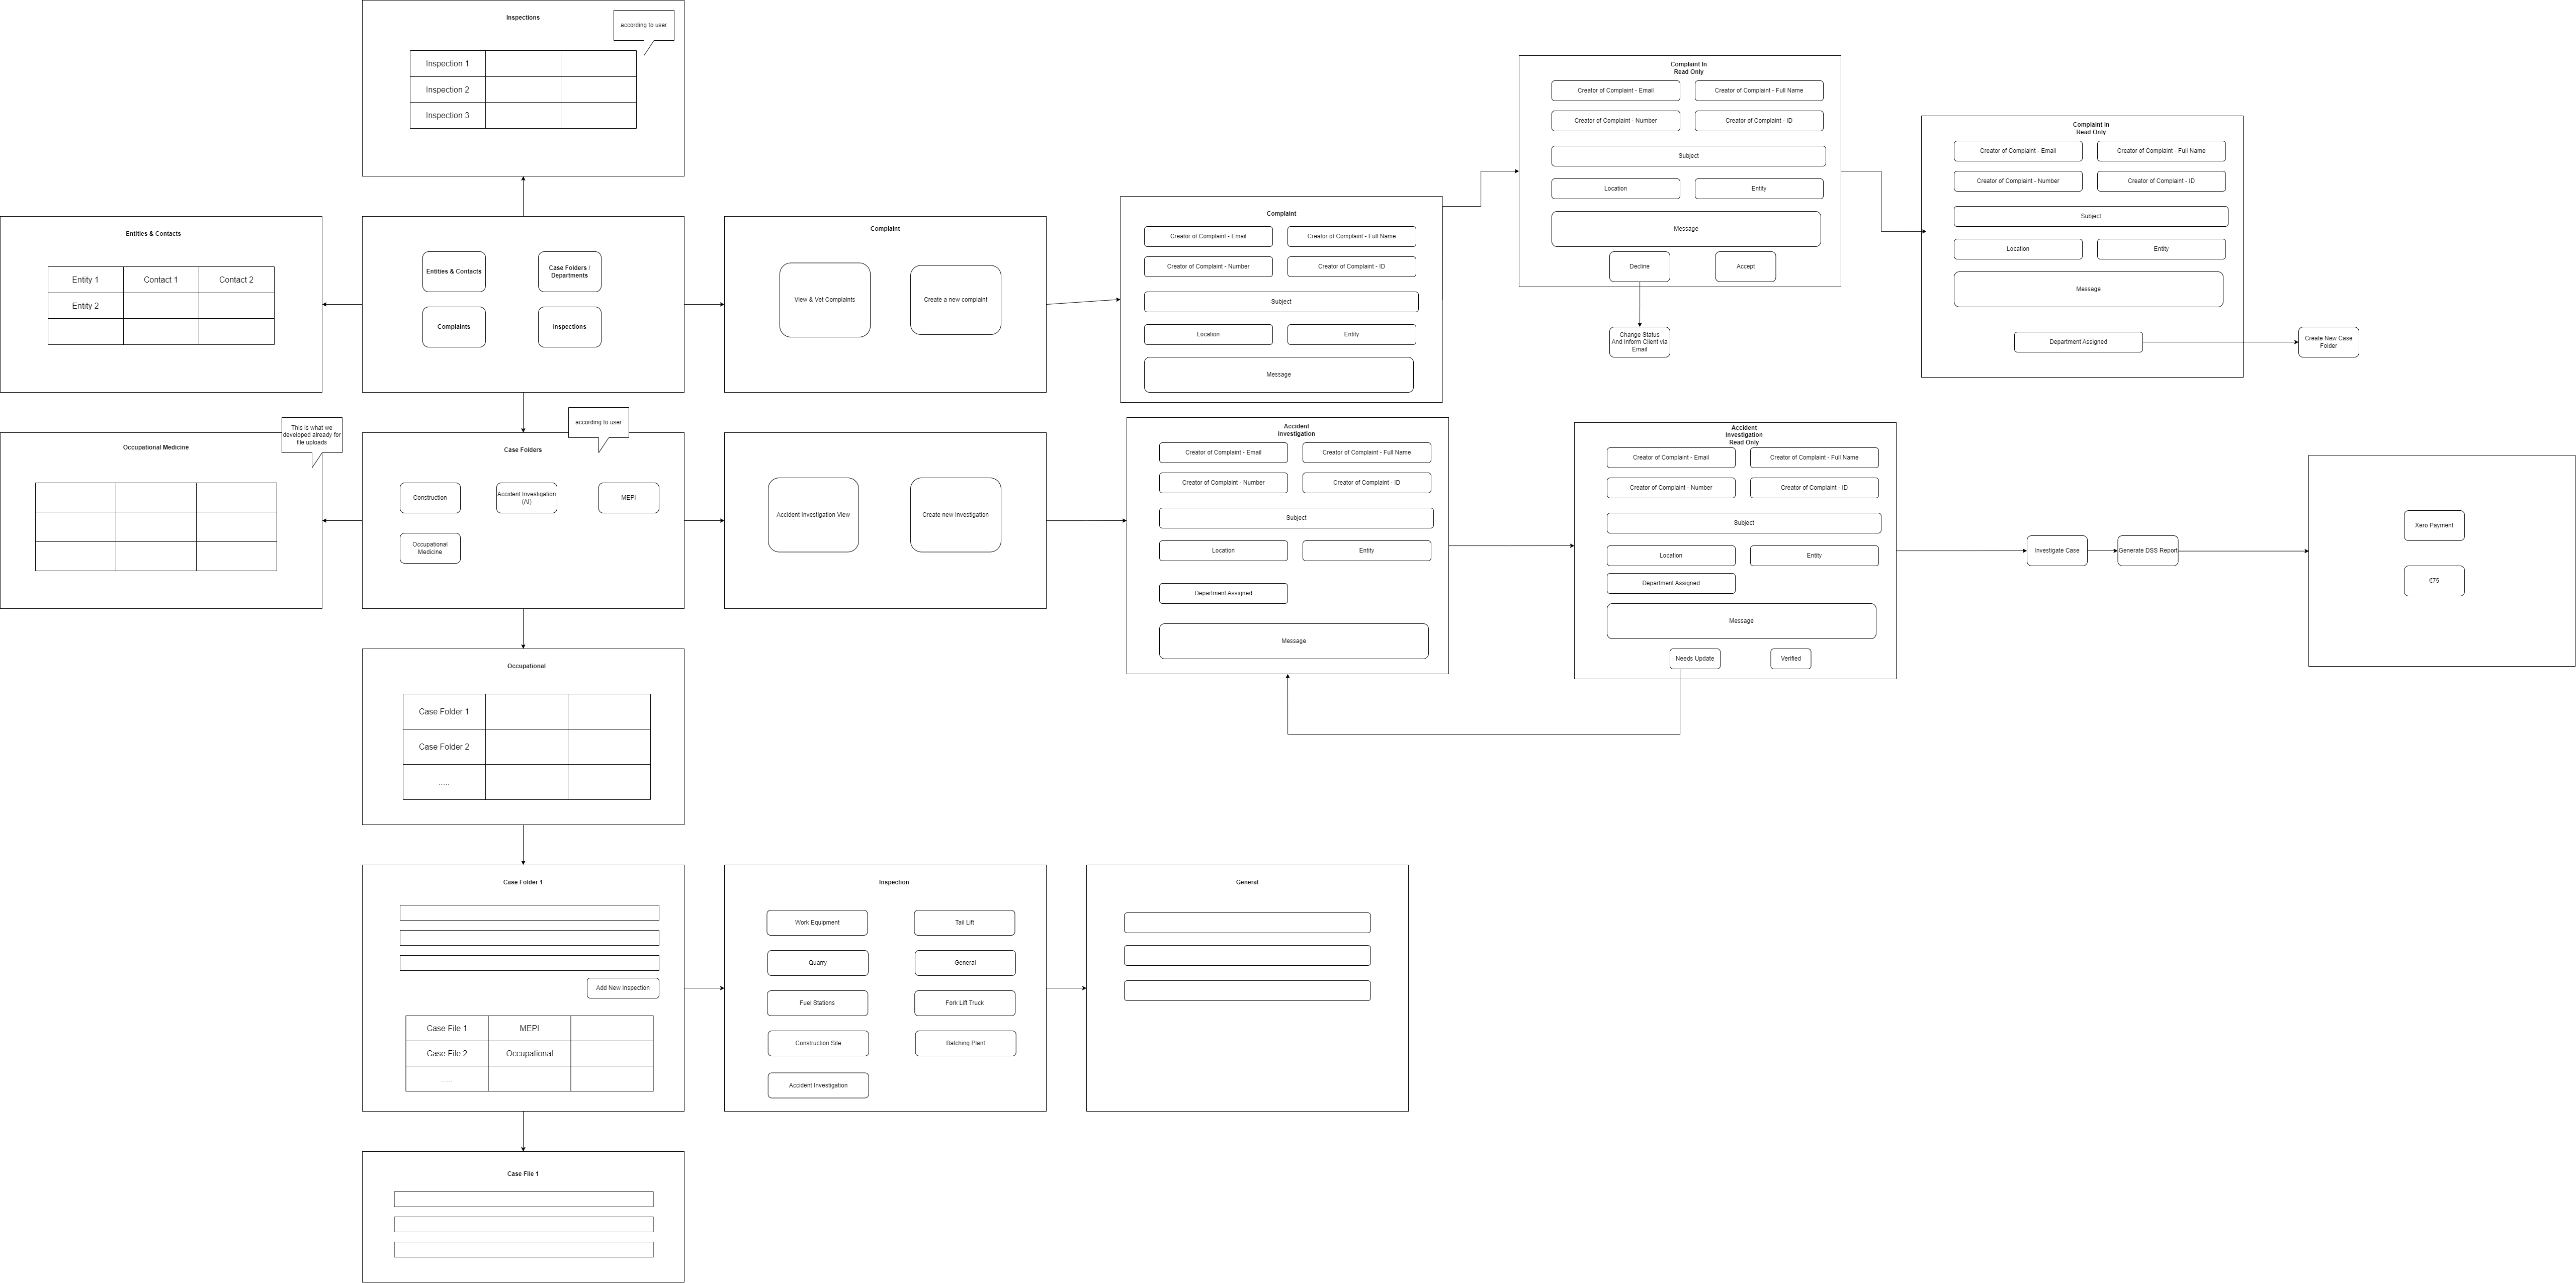 Inspections
according to user
Inspection 1
Inspection 2
Inspection 3
Entities & Contacts
Entity 1
Contact 1
Contact 2
Entity 2
Entities & Contacts
Case Folders /
Departments
Complaints
Inspections
Complaint
View & Vet Complaints
Create a new complaint
Complaint
Creator of Complaint - Email
Creator of Complaint - Full Name
Creator of Complaint - Number
Creator of Complaint - ID
Subject
Location
Entity
Message
Complaint In
Read Only
Creator of Complaint - Email
Creator of Complaint - Full Name
Creator of Complaint - Number
Creator of Complaint - ID
Subject
Location
Entity
Message
Decline
Accept
Change Status
And Inform Client via
Email
Complaint in
Read Only
Creator of Complaint - Email
Creator of Complaint - Full Name
Creator of Complaint - Number
Creator of Complaint - ID
Subject
Location
Entity
Message
Department Assigned
Create New Case
Folder
This is what we
developed already for
file uploads
Occupational Medicine
according to user
Case Folders
Construction
Accident Investigation
(AI)
MEPI
Occupational
Medicine
Accident Investigation View
Create new Investigation
Accident
Investigation
Creator of Complaint - Email
Creator of Complaint - Full Name
Creator of Complaint - Number
Creator of Complaint - ID
Subject
Location
Entity
Department Assigned
Message
Accident
Investigation
Read Only
Creator of Complaint - Email
Creator of Complaint - Full Name
Creator of Complaint - Number
Creator of Complaint - ID
Subject
Location
Entity
Department Assigned
Message
Needs Update
Verified
Investigate Case
Generate DSS Report
Xero Payment
€75
Occupational
Case Folder 1
Case Folder 2
.....
Case Folder 1
Add New Inspection
Case File 1
MEPI
Case File 2
Occupational
.....
Inspection
Work Equipment
Tail Lift
Quarry
General
Fuel Stations
Fork Lift Truck
Construction Site
Batching Plant
Accident Investigation
General
Case File 1